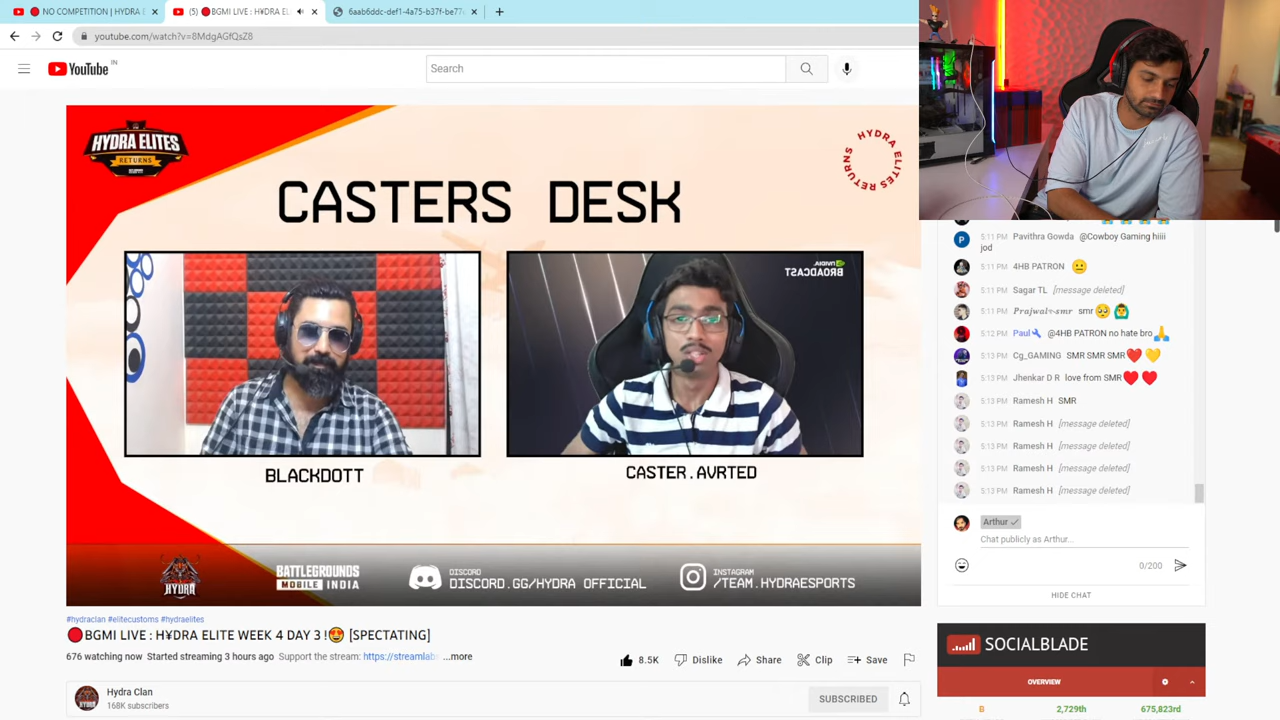 NO COMPETITION | HYDRA E
(5) 🔴BGMI LIVE : H¥DRA EL
6aab6ddc-def1-4a75-b37f-be77
youtube.com/watch?v=8MdgAGfQsZ8
YouTube IN
Search
HYDRA ELITES
RETURNS
HYDRA ELITES RETURNS
CASTERS DESK
NVIDIA
BROADCAST
BLACKDOTT
CASTER.AVRTED
HYDRA
BATTLEGROUNDS
MOBILE INDIA
DISCORD
DISCORD.GG/HYDRA OFFICIAL
INSTAGRAM
/TEAM.HYDRAESPORTS
#hydraclan #elitecustoms #hydraelites
🔴BGMI LIVE : H¥DRA ELITE WEEK 4 DAY 3 !😍 [SPECTATING]
676 watching now Started streaming 3 hours ago Support the stream: https://streamlabs ...more
8.5K Dislike Share Clip Save
Hydra Clan
168K subscribers
SUBSCRIBED
5:11 PM Pavithra Gowda @Cowboy Gaming hiiii
jod
5:11 PM 4HB PATRON 😐
5:11 PM Sagar TL [message deleted]
5:11 PM Prajwal smr smr🥺🙆‍♂️
5:12 PM Paul🔧 @4HB PATRON no hate bro🙏
5:13 PM Cg_GAMING SMR SMR SMR❤️💛
5:13 PM Jhenkar D R love from SMR❤️❤️
5:13 PM Ramesh H SMR
5:13 PM Ramesh H [message deleted]
5:13 PM Ramesh H [message deleted]
5:13 PM Ramesh H [message deleted]
5:13 PM Ramesh H [message deleted]
Arthur ✓
Chat publicly as Arthur...
0/200
HIDE CHAT
SOCIALBLADE
OVERVIEW
B 2,729th 675,823rd